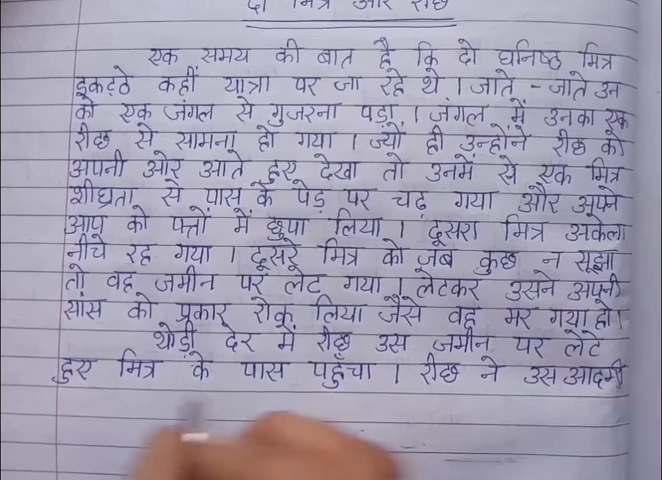 दो मित्र और रीछ
एक समय की बात है कि दो घनिष्ठ मित्र
इकट्ठे कहीं यात्रा पर जा रहे थे । जाते - जाते उन
को एक जंगल से गुजरना पड़ा । जंगल में उनका एक
रीछ से सामना हो गया । ज्यों ही उन्होंने रीछ को
अपनी ओर आते हुए देखा तो उनमें से एक मित्र
शीघ्रता से पास के पेड़ पर चढ़ गया और अपने
आप को पत्तों में छुपा लिया । दूसरा मित्र अकेला
नीचे रह गया । दूसरे मित्र को जब कुछ न सूझा
तो वह जमीन पर लेट गया । लेटकर उसने अपनी
सांस को प्रकार रोक लिया जैसे वह मर गया हो।
थोड़ी देर में रीछ उस जमीन पर लेटे
हुए मित्र के पास पहुँचा । रीछ ने उस आदमी